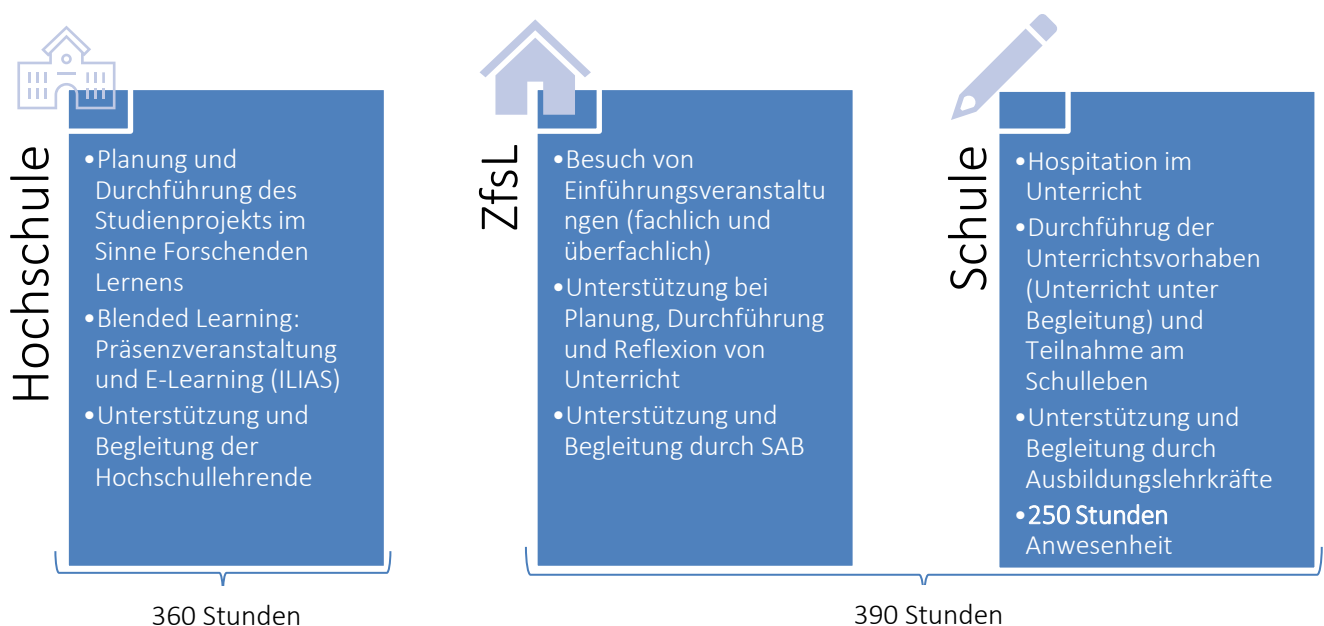 Hochschule
•Planung und
Durchführung des
Studienprojekts im
Sinne Forschenden
Lernens
•Blended Learning:
Präsenzveranstaltung
und E-Learning (ILIAS)
•Unterstützung und
Begleitung der
Hochschullehrende
360 Stunden
ZfsL
•Besuch von
Einführungsveranstaltu
ngen (fachlich und
überfachlich)
•Unterstützung bei
Planung, Durchführung
und Reflexion von
Unterricht
•Unterstützung und
Begleitung durch SAB
Schule
•Hospitation im
Unterricht
•Durchführug der
Unterrichtsvorhaben
(Unterricht unter
Begleitung) und
Teilnahme am
Schulleben
•Unterstützung und
Begleitung durch
Ausbildungslehrkräfte
•250 Stunden
Anwesenheit
390 Stunden